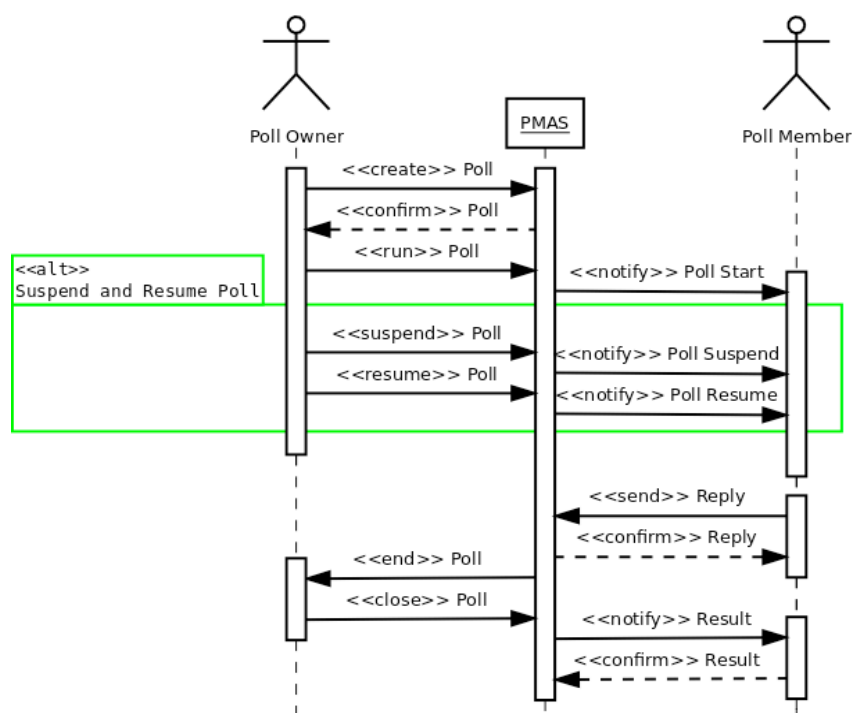 Poll Owner
PMAS
Poll Member
<<create>> Poll
<<confirm>> Poll
<<run>> Poll
<<alt>>
Suspend and Resume Poll
<<notify>> Poll Start
<<suspend>> Poll
<<notify>> Poll Suspend
<<resume>> Poll
<<notify>> Poll Resume
<<send>> Reply
<<confirm>> Reply
<<end>> Poll
<<close>> Poll
<<notify>> Result
<<confirm>> Result